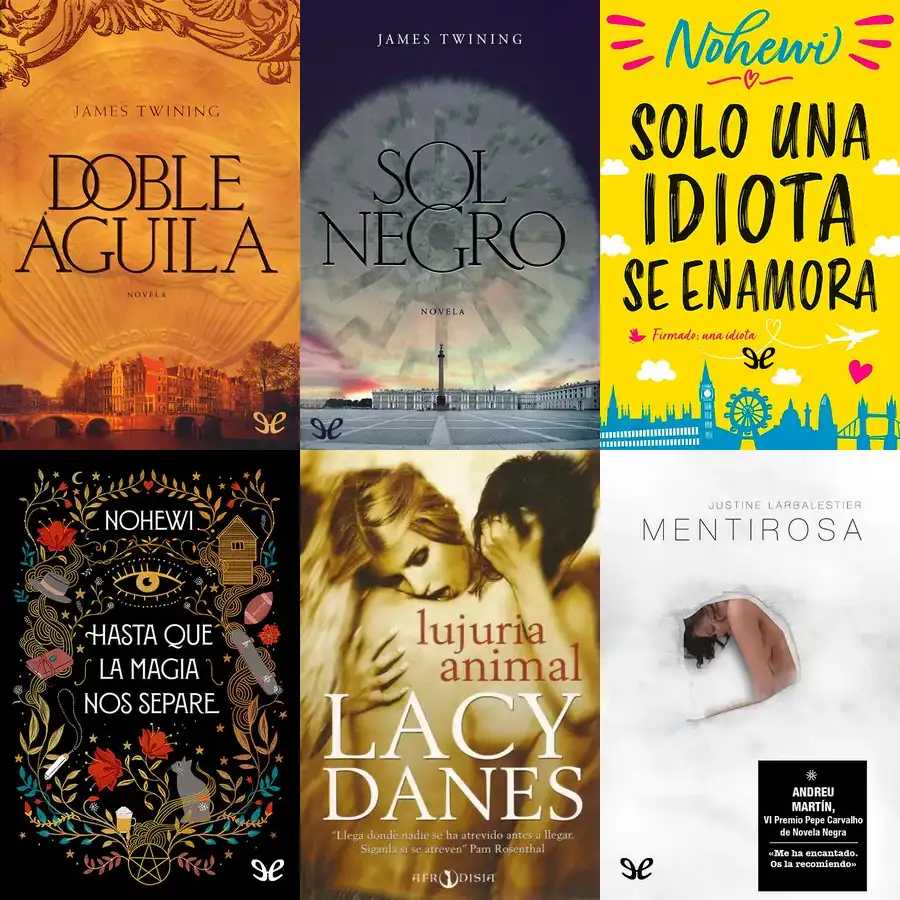 JAMES TWINING
DOBLE
ÁGUILA
NOVELA
JAMES TWINING
SOL
NEGRO
NOVELA
Nohewi
SOLO UNA
IDIOTA
SE ENAMORA
Firmado: una idiota
NOHEWI
HASTA QUE
LA MAGIA
NOS SEPARE
lujuria
animal
LACY
DANES
"Llega donde nadie se ha atrevido antes a llegar.
Síganla si se atreven" Pam Rosenthal
AFRODISIA
JUSTINE LARBALESTIER
MENTIROSA
ANDREU
MARTÍN,
VI Premio Pepe Carvalho
de Novela Negra
«Me ha encantado.
Os la recomiendo»